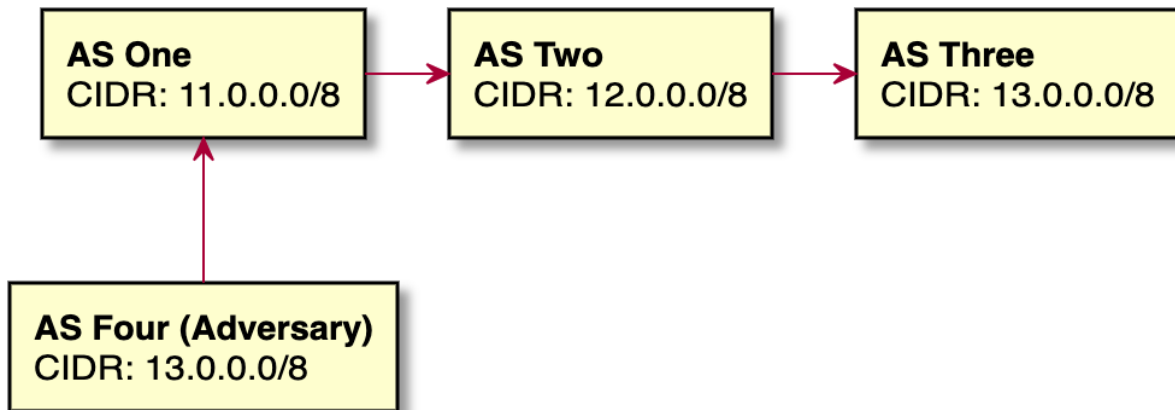 AS One
CIDR: 11.0.0.0/8
AS Two
CIDR: 12.0.0.0/8
AS Three
CIDR: 13.0.0.0/8
AS Four (Adversary)
CIDR: 13.0.0.0/8